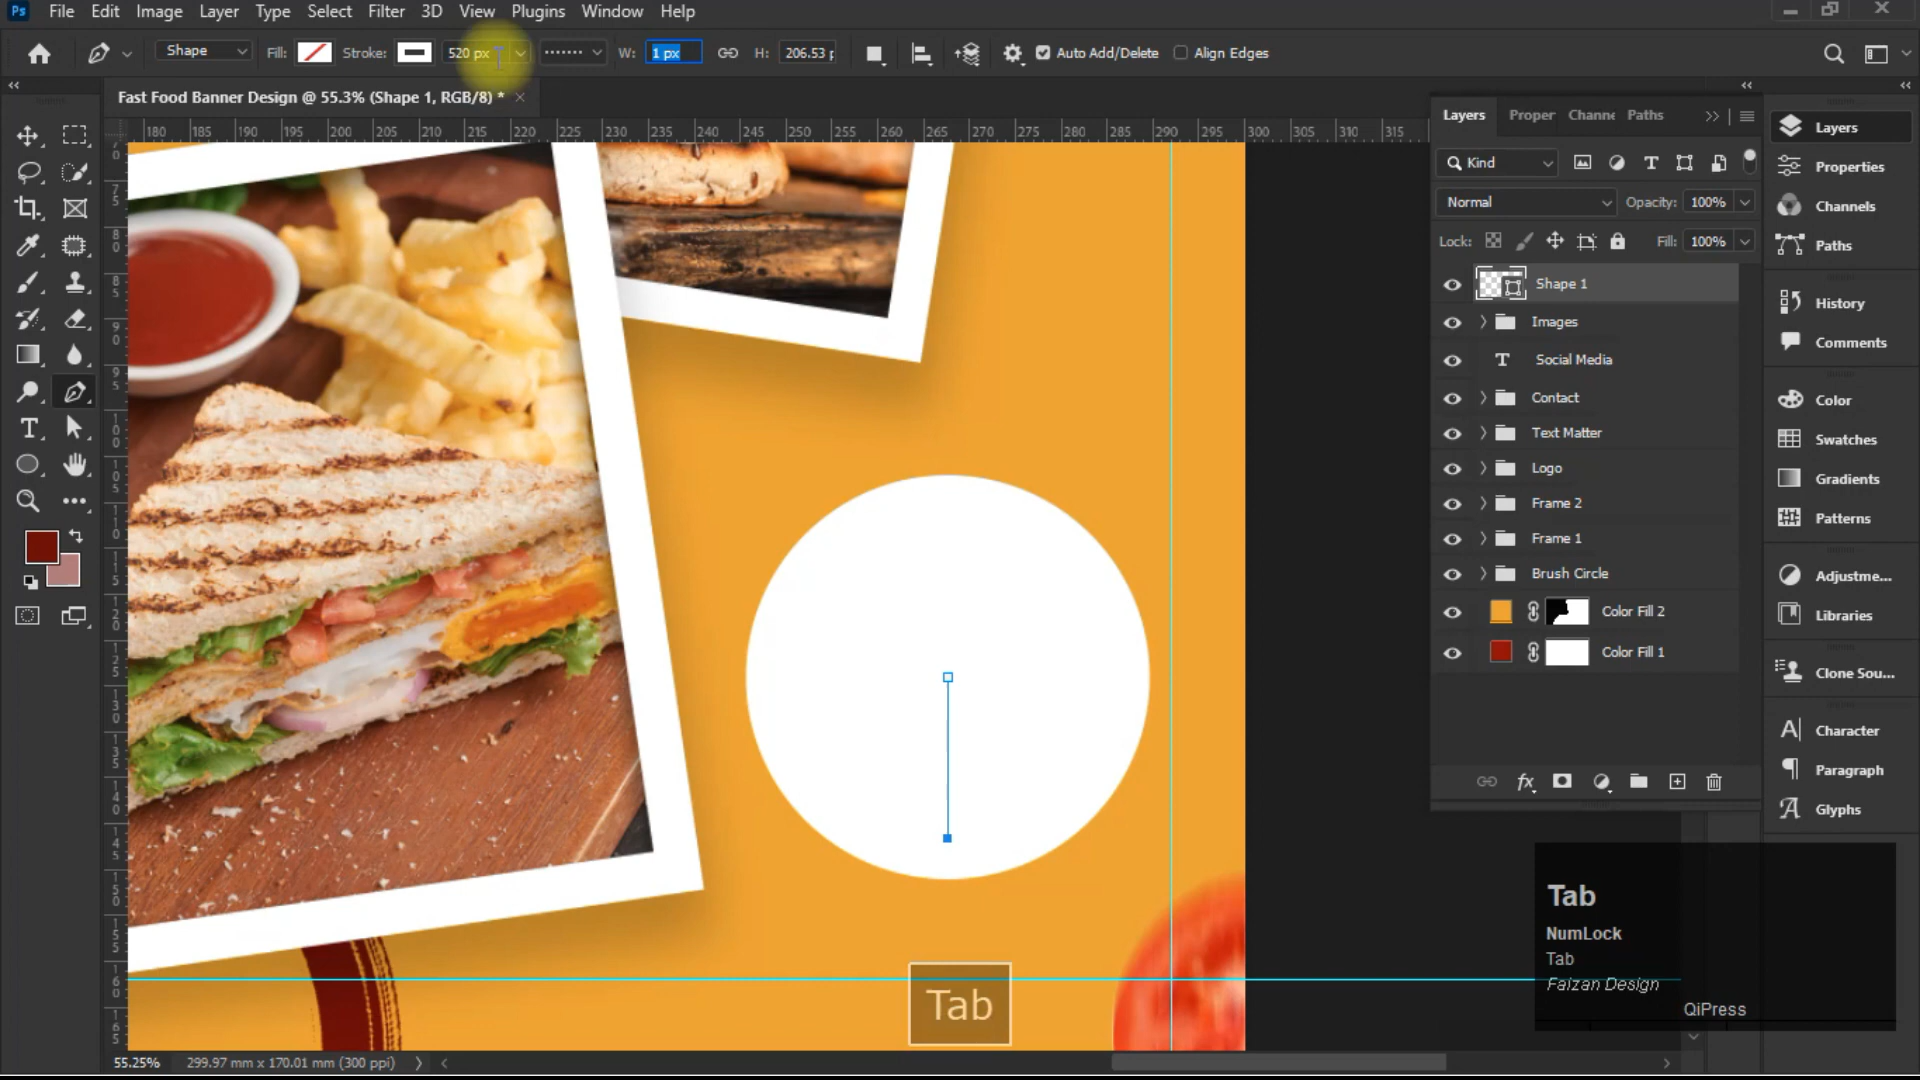 Ps File Edit Image Layer Type Select Filter 3D View Plugins Window Help
Shape Fill: Stroke: 520 px W: 1 px H: 206.53 p Auto Add/Delete Align Edges
Fast Food Banner Design @ 55.3% (Shape 1, RGB/8) *
180 185 190 195 200 205 210 215 220 225 230 235 240 245 250 255 260 265 270 275 280 285 290 295 300 305 310 315
Layers Proper Channe Paths
Kind
Normal Opacity: 100%
Lock: Fill: 100%
Shape 1
Images
T Social Media
Contact
Text Matter
Logo
Frame 2
Frame 1
Brush Circle
Color Fill 2
Color Fill 1
fx
Layers
Properties
Channels
Paths
History
Comments
Color
Swatches
Gradients
Patterns
Adjustme...
Libraries
Clone Sou...
Character
Paragraph
Glyphs
Tab
NumLock
Tab
Faizan Design
QiPress
Tab
55.25% 299.97 mm x 170.01 mm (300 ppi)